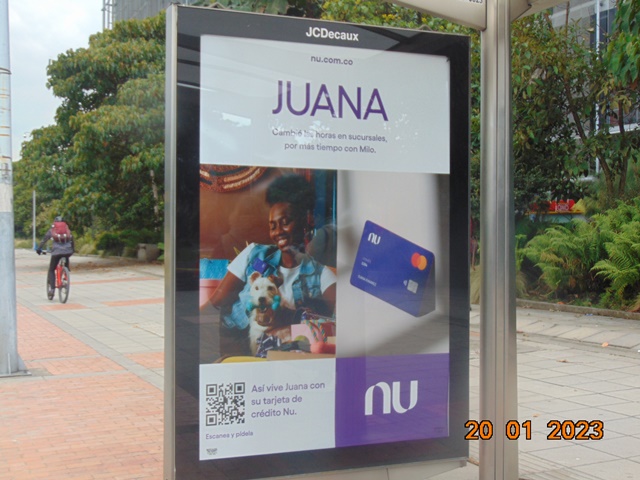 JCDecaux
nu.com.co
JUANA
Cambié las horas en sucursales,
por más tiempo con Milo.
nu
Así vive Juana con
su tarjeta de
crédito Nu.
Escanea y pídela
nu
20 01 2023